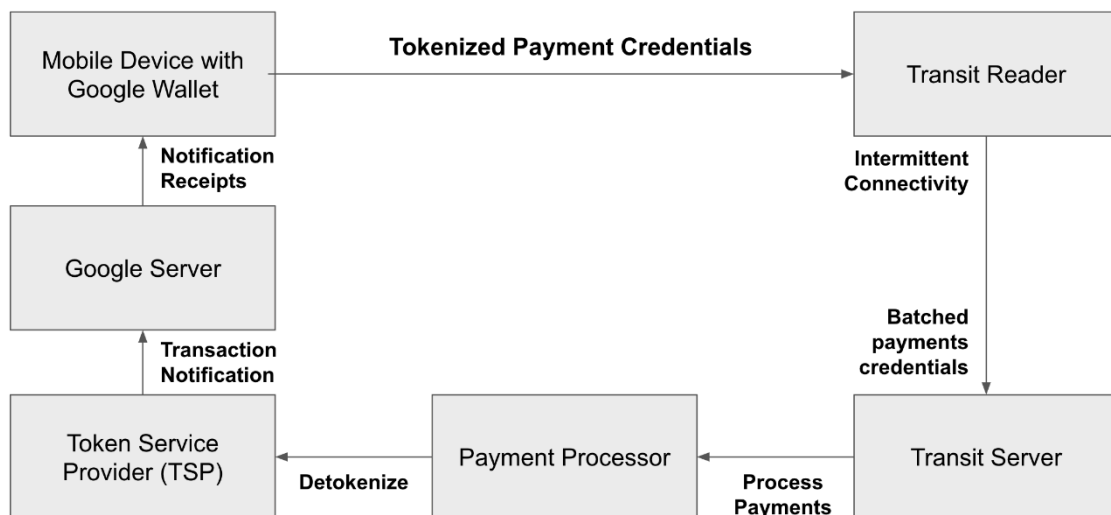 Mobile Device with
Google Wallet
Tokenized Payment Credentials
Transit Reader
Notification
Receipts
Intermittent
Connectivity
Google Server
Batched
payments
credentials
Transaction
Notification
Token Service
Provider (TSP)
Detokenize
Payment Processor
Process
Payments
Transit Server